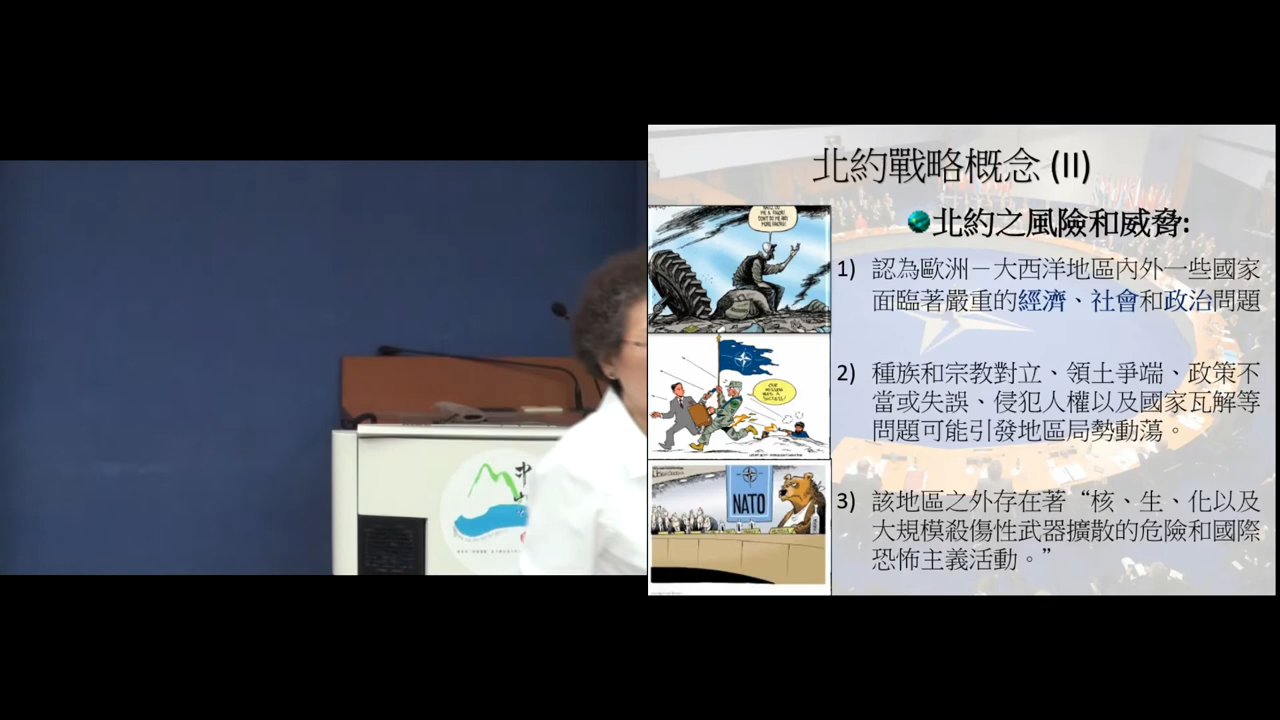 北約戰略概念 (II)
北約之風險和威脅:
1) 認為歐洲－大西洋地區內外一些國家
面臨著嚴重的經濟、社會和政治問題
2) 種族和宗教對立、領土爭端、政策不
當或失誤、侵犯人權以及國家瓦解等
問題可能引發地區局勢動蕩。
3) 該地區之外存在著“核、生、化以及
大規模殺傷性武器擴散的危險和國際
恐怖主義活動。”
OUR
MISSION
WAS A
SUCCESS!
NATO
中